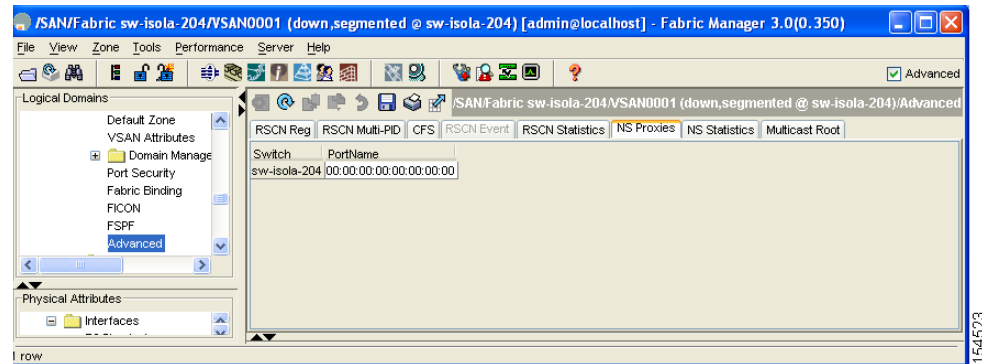 /SAN/Fabric sw-isola-204/VSAN0001 (down,segmented @ sw-isola-204) [admin@localhost] - Fabric Manager 3.0(0.350)
File View Zone Tools Performance Server Help
Advanced
Logical Domains
Default Zone
VSAN Attributes
Domain Manage
Port Security
Fabric Binding
FICON
FSPF
Advanced
/SAN/Fabric sw-isola-204/VSAN0001 (down,segmented @ sw-isola-204)/Advanced
RSCN Reg RSCN Multi-PID CFS RSCN Event RSCN Statistics NS Proxies NS Statistics Multicast Root
Switch PortName
sw-isola-204 00:00:00:00:00:00:00:00
Physical Attributes
Interfaces
1 row
154523